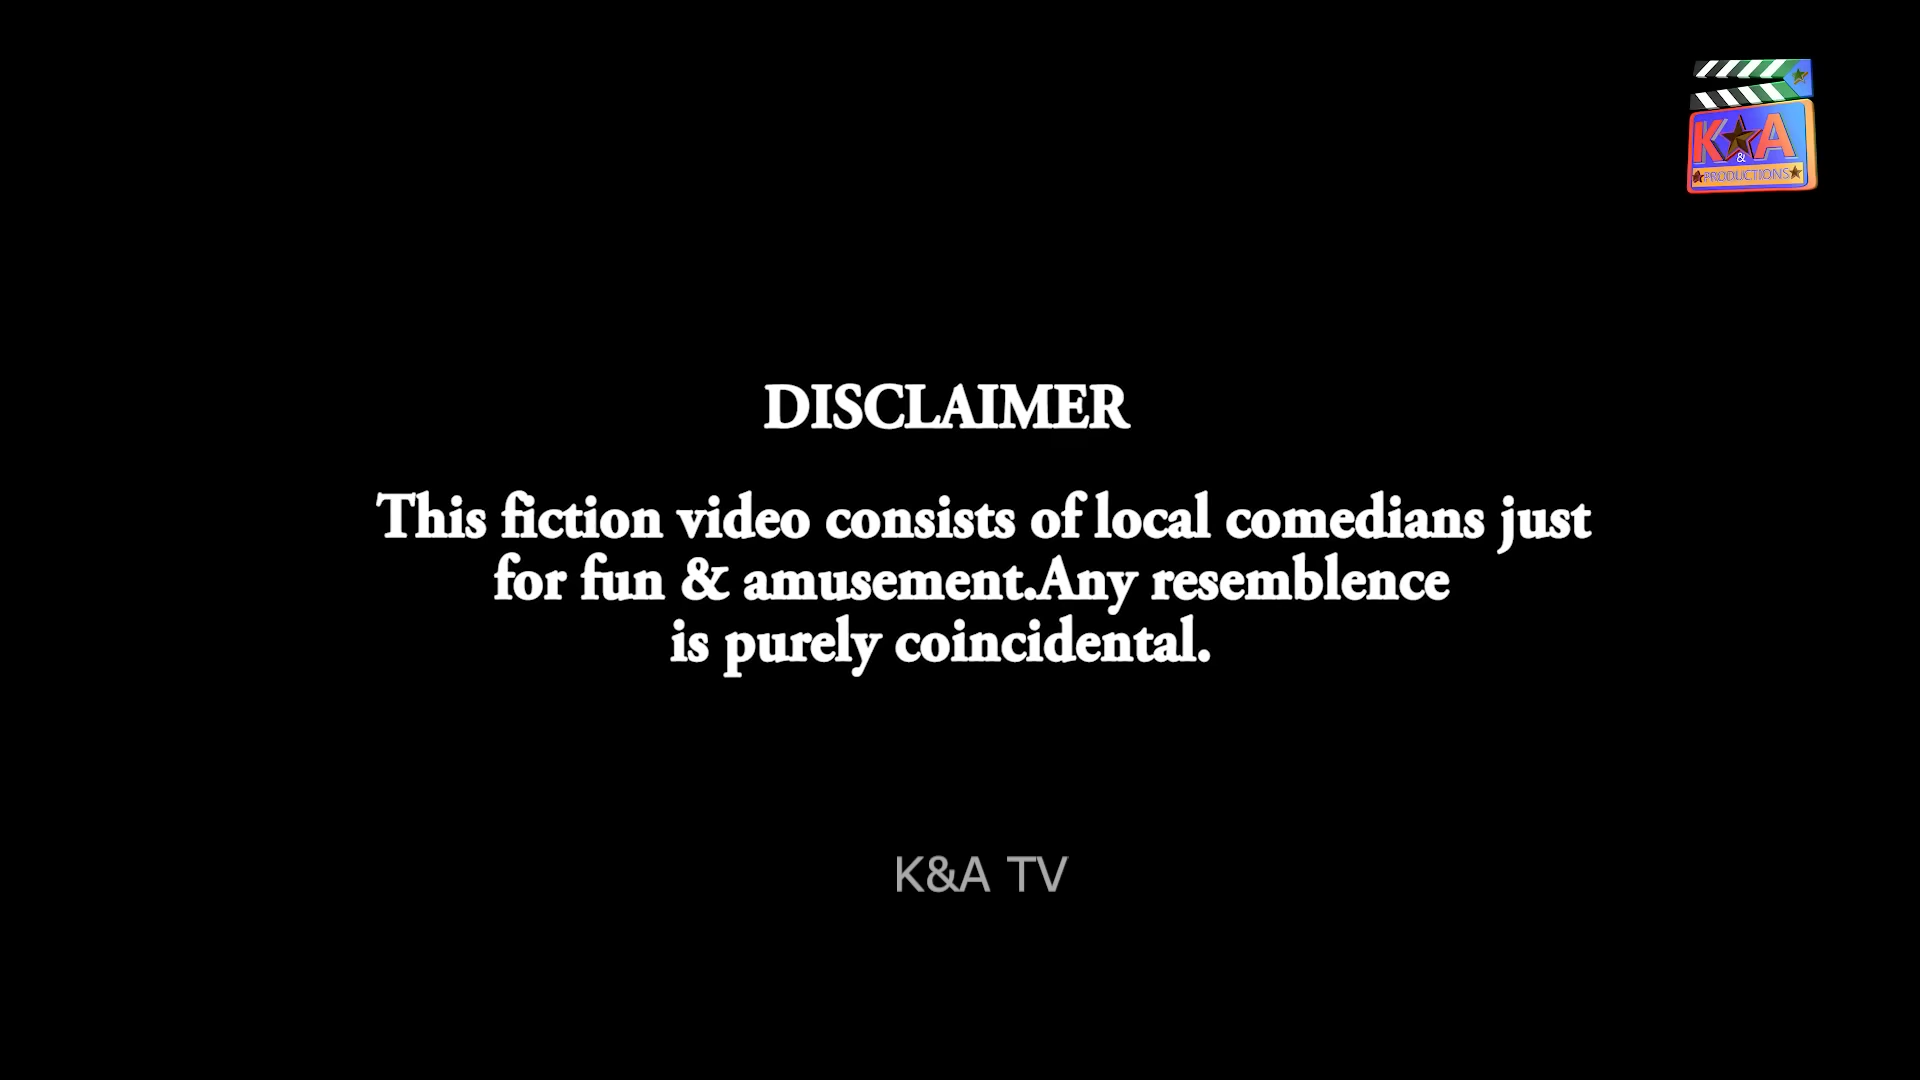 K & A
PRODUCTIONS
DISCLAIMER
This fiction video consists of local comedians just
for fun & amusement.Any resemblence
is purely coincidental.
K&A TV